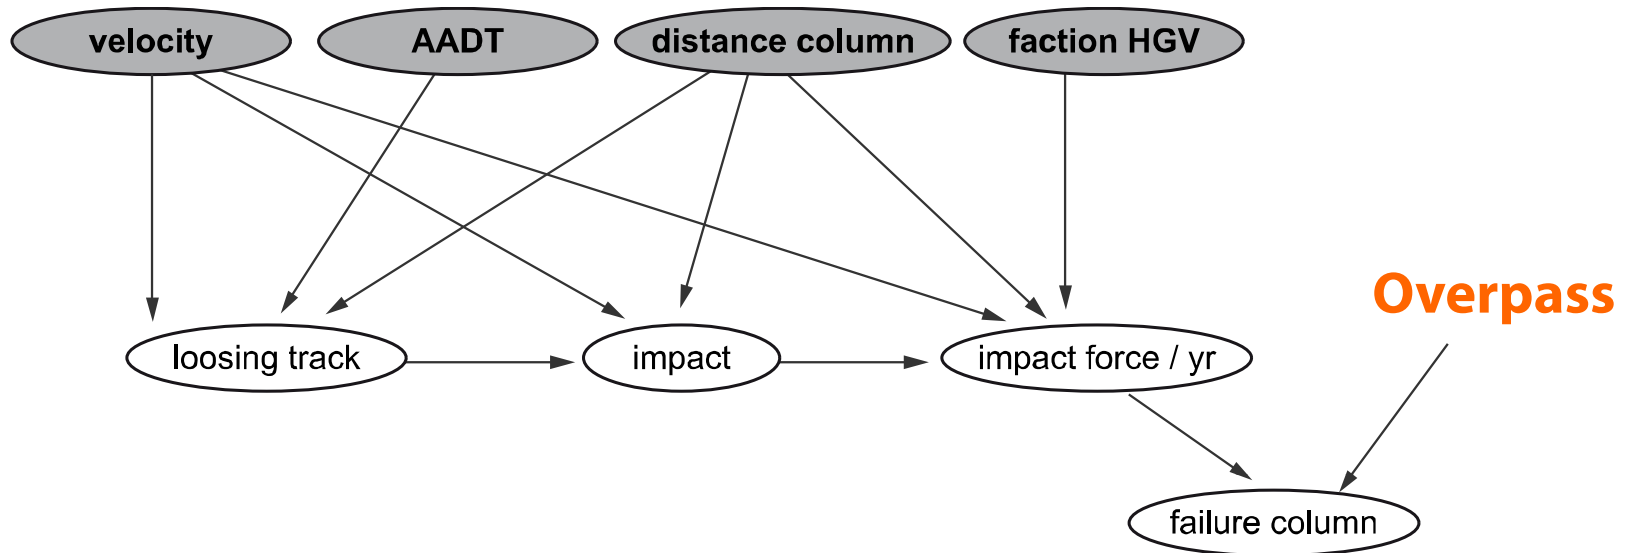 velocity
AADT
distance column
faction HGV
Overpass
loosing track
impact
impact force / yr
failure column